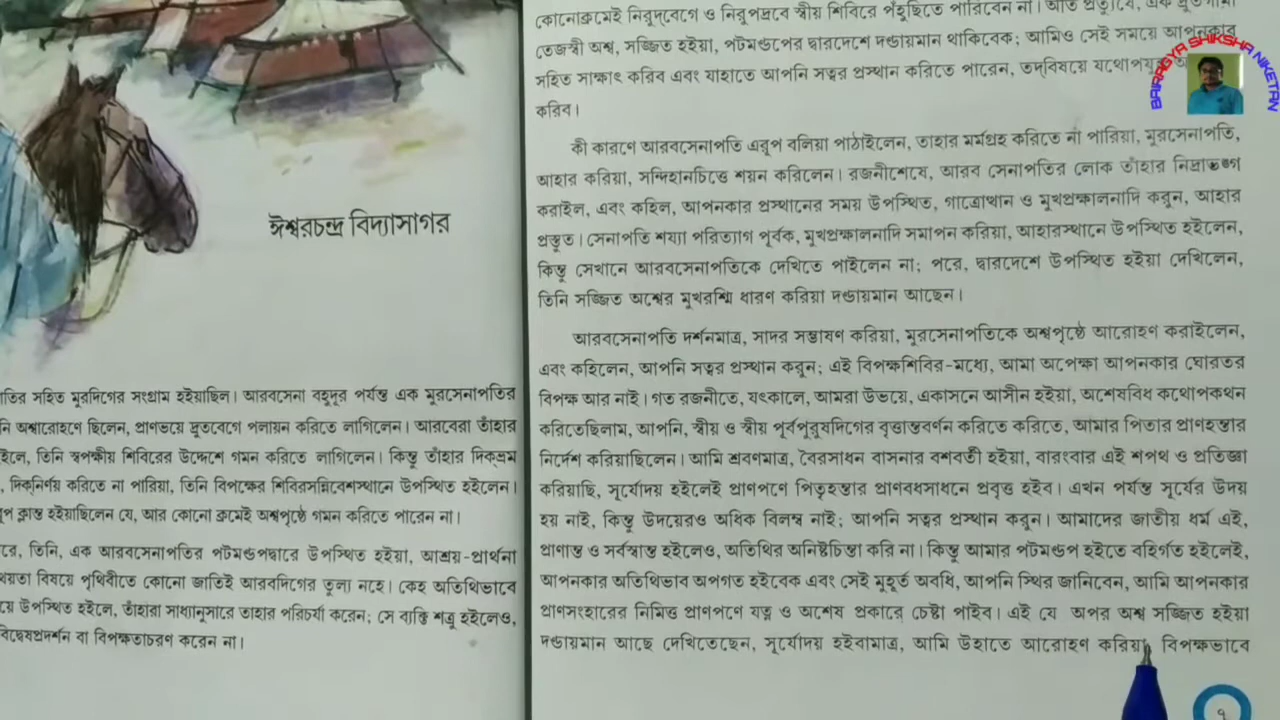 ঈশ্বরচন্দ্র বিদ্যাসাগর
তির সহিত মুরদিগের সংগ্রাম হইয়াছিল। আরবসেনা বহুদূর পর্যন্ত এক মুরসেনাপতির
নি অশ্বারোহণে ছিলেন, প্রাণভয়ে দ্রুতবেগে পলায়ন করিতে লাগিলেন। আরবেরা তাঁহার
ইলে, তিনি স্বপক্ষীয় শিবিরের উদ্দেশে গমন করিতে লাগিলেন। কিন্তু তাঁহার দিক্‌ভ্রম
, দিক্‌নির্ণয় করিতে না পারিয়া, তিনি বিপক্ষের শিবিরসন্নিবেশস্থানে উপস্থিত হইলেন।
প ক্লান্ত হইয়াছিলেন যে, আর কোনো ক্রমেই অশ্বপৃষ্ঠে গমন করিতে পারেন না।
রে, তিনি, এক আরবসেনাপতির পটমণ্ডপদ্বারে উপস্থিত হইয়া, আশ্রয়-প্রার্থনা
থেয়তা বিষয়ে পৃথিবীতে কোনো জাতিই আরবদিগের তুল্য নহে। কেহ অতিথিভাবে
য়ে উপস্থিত হইলে, তাঁহারা সাধ্যানুসারে তাহার পরিচর্যা করেন; সে ব্যক্তি শত্রু হইলেও,
বিদ্বেষপ্রদর্শন বা বিপক্ষতাচরণ করেন না।
কোনোক্রমেই নিরুদ্‌বেগে ও নিরুপদ্রবে স্বীয় শিবিরে পঁহুছিতে পারিবেন না। অতি প্রত্যুষে, এক দ্রুতগামী
তেজস্বী অশ্ব, সজ্জিত হইয়া, পটমণ্ডপের দ্বারদেশে দণ্ডায়মান থাকিবেক; আমিও সেই সময়ে আপনকার
সহিত সাক্ষাৎ করিব এবং যাহাতে আপনি সত্বর প্রস্থান করিতে পারেন, তদ্‌বিষয়ে যথোপযুক্ত
করিব।
কী কারণে আরবসেনাপতি এরূপ বলিয়া পাঠাইলেন, তাহার মর্মগ্রহ করিতে না পারিয়া, মুরসেনাপতি,
আহার করিয়া, সন্দিহানচিত্তে শয়ন করিলেন। রজনীশেষে, আরব সেনাপতির লোক তাঁহার নিদ্রাভঙ্গ
করাইল, এবং কহিল, আপনকার প্রস্থানের সময় উপস্থিত, গাত্রোত্থান ও মুখপ্রক্ষালনাদি করুন, আহার
প্রস্তুত। সেনাপতি শয্যা পরিত্যাগ পূর্বক, মুখপ্রক্ষালনাদি সমাপন করিয়া, আহারস্থানে উপস্থিত হইলেন,
কিন্তু সেখানে আরবসেনাপতিকে দেখিতে পাইলেন না; পরে, দ্বারদেশে উপস্থিত হইয়া দেখিলেন,
তিনি সজ্জিত অশ্বের মুখরশ্মি ধারণ করিয়া দণ্ডায়মান আছেন।
আরবসেনাপতি দর্শনমাত্র, সাদর সম্ভাষণ করিয়া, মুরসেনাপতিকে অশ্বপৃষ্ঠে আরোহণ করাইলেন,
এবং কহিলেন, আপনি সত্বর প্রস্থান করুন; এই বিপক্ষশিবির-মধ্যে, আমা অপেক্ষা আপনকার ঘোরতর
বিপক্ষ আর নাই। গত রজনীতে, যৎকালে, আমরা উভয়ে, একাসনে আসীন হইয়া, অশেষবিধ কথোপকথন
করিতেছিলাম, আপনি, স্বীয় ও স্বীয় পূর্বপুরুষদিগের বৃত্তান্তবর্ণন করিতে করিতে, আমার পিতার প্রাণহন্তার
নির্দেশ করিয়াছিলেন। আমি শ্রবণমাত্র, বৈরসাধন বাসনার বশবর্তী হইয়া, বারংবার এই শপথ ও প্রতিজ্ঞা
করিয়াছি, সূর্যোদয় হইলেই প্রাণপণে পিতৃহন্তার প্রাণবধসাধনে প্রবৃত্ত হইব। এখন পর্যন্ত সূর্যের উদয়
হয় নাই, কিন্তু উদয়েরও অধিক বিলম্ব নাই; আপনি সত্বর প্রস্থান করুন। আমাদের জাতীয় ধর্ম এই,
প্রাণান্ত ও সর্বস্বান্ত হইলেও, অতিথির অনিষ্টচিন্তা করি না। কিন্তু আমার পটমণ্ডপ হইতে বহির্গত হইলেই,
আপনকার অতিথিভাব অপগত হইবেক এবং সেই মুহূর্ত অবধি, আপনি স্থির জানিবেন, আমি আপনকার
প্রাণসংহারের নিমিত্ত প্রাণপণে যত্ন ও অশেষ প্রকারে চেষ্টা পাইব। এই যে অপর অশ্ব সজ্জিত হইয়া
দণ্ডায়মান আছে দেখিতেছেন, সূর্যোদয় হইবামাত্র, আমি উহাতে আরোহণ করিয়া বিপক্ষভাবে
৭
BAIRAGYA SHIKSHA NIKETAN